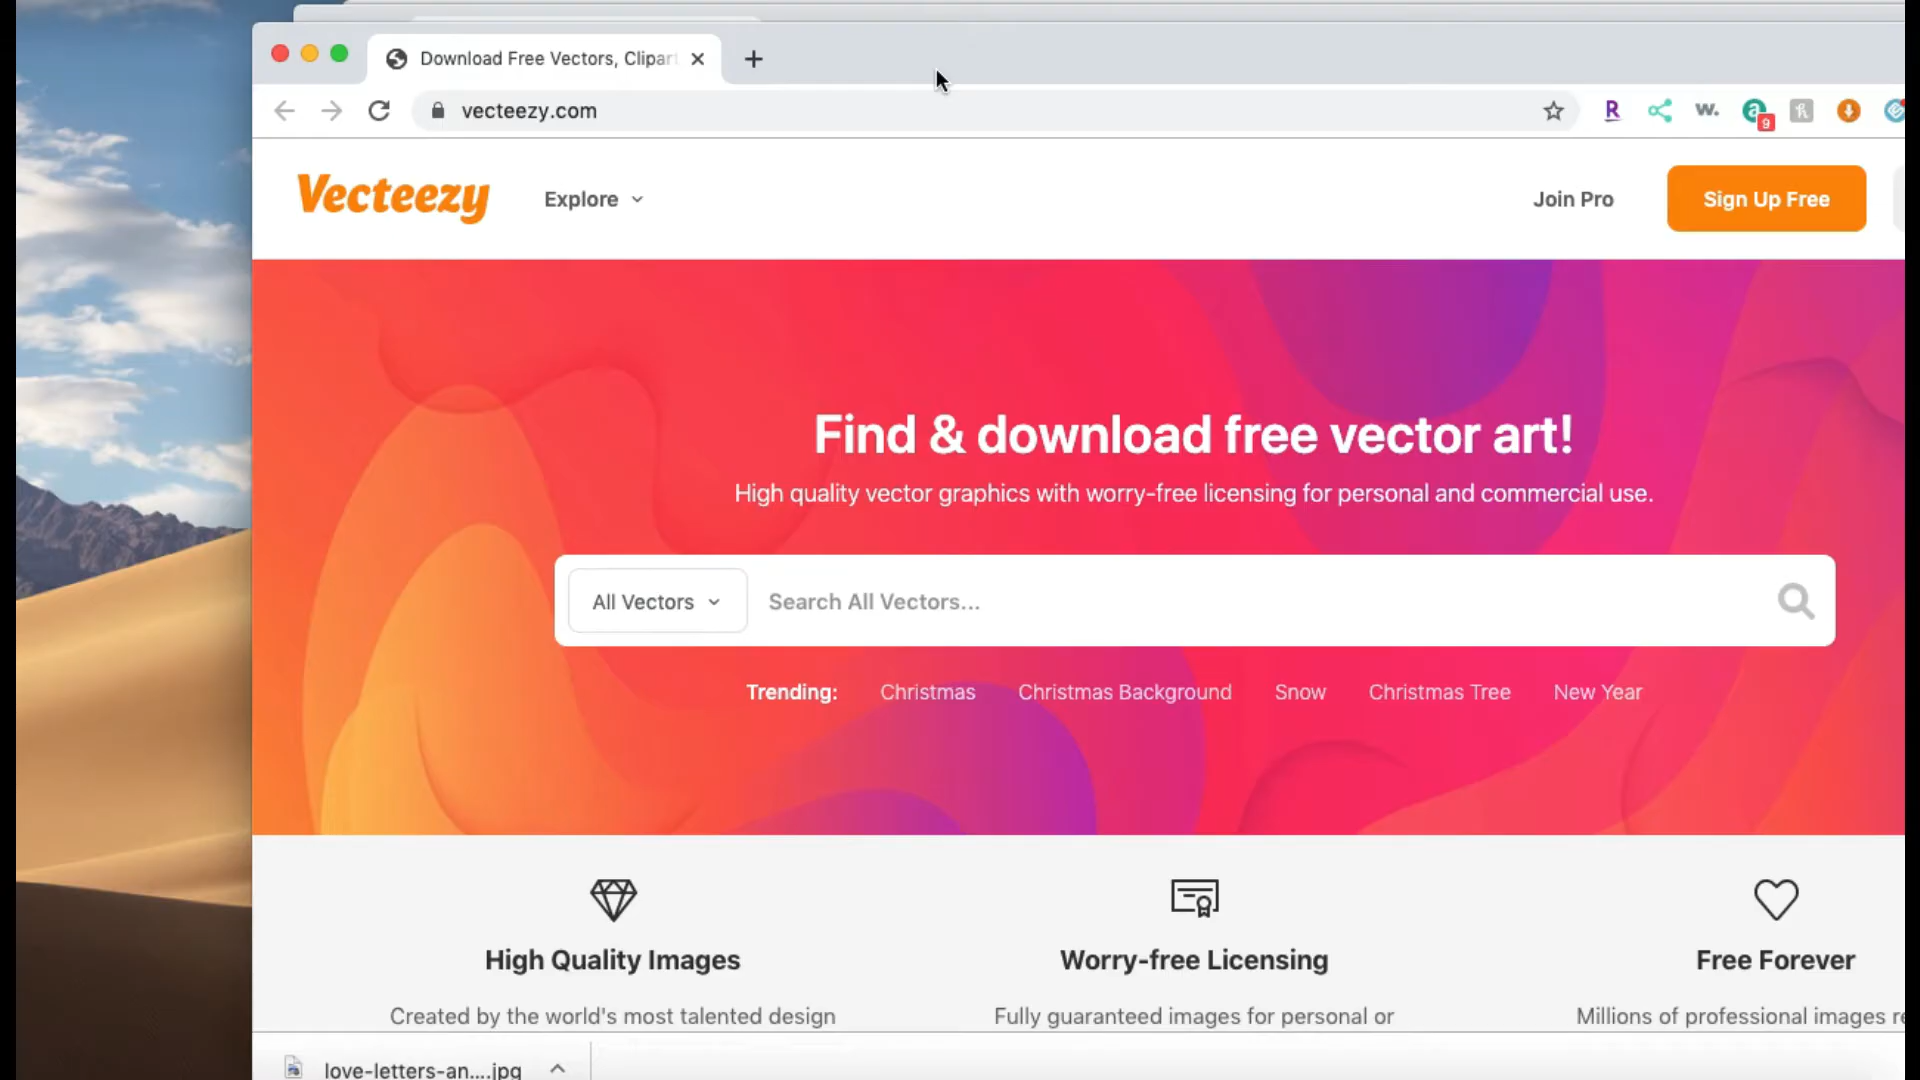 Download Free Vectors, Clipar
vecteezy.com
R
w.
a
9
Vecteezy
Explore
Join Pro
Sign Up Free
Find & download free vector art!
High quality vector graphics with worry-free licensing for personal and commercial use.
All Vectors
Search All Vectors...
Trending: Christmas Christmas Background Snow Christmas Tree New Year
High Quality Images
Worry-free Licensing
Free Forever
Created by the world's most talented design
Fully guaranteed images for personal or
Millions of professional images re
love-letters-an....jpg